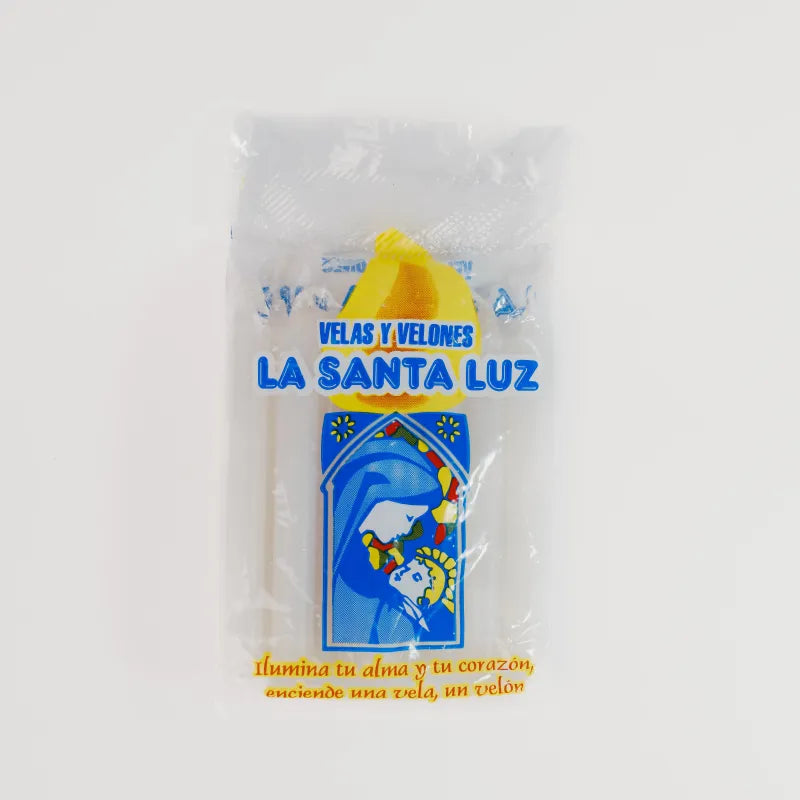 VELAS Y VELONES
LA SANTA LUZ
Ilumina tu alma y tu corazón,
enciende una vela, un velón